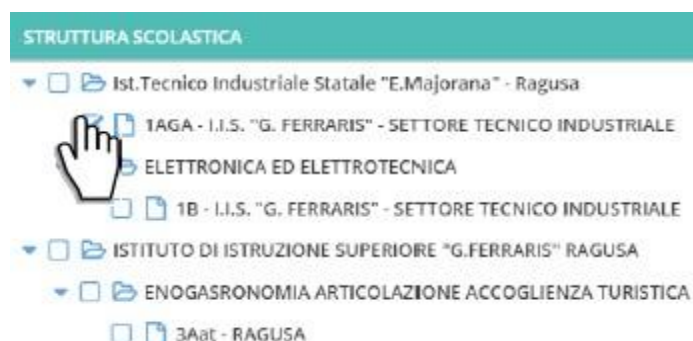 STRUTTURA SCOLASTICA
Ist.Tecnico Industriale Statale "E.Majorana" - Ragusa
1AGA - I.I.S. "G. FERRARIS" - SETTORE TECNICO INDUSTRIALE
ELETTRONICA ED ELETTROTECNICA
1B - I.I.S. "G. FERRARIS" - SETTORE TECNICO INDUSTRIALE
ISTITUTO DI ISTRUZIONE SUPERIORE "G.FERRARIS" RAGUSA
ENOGASRONOMIA ARTICOLAZIONE ACCOGLIENZA TURISTICA
3Aat - RAGUSA